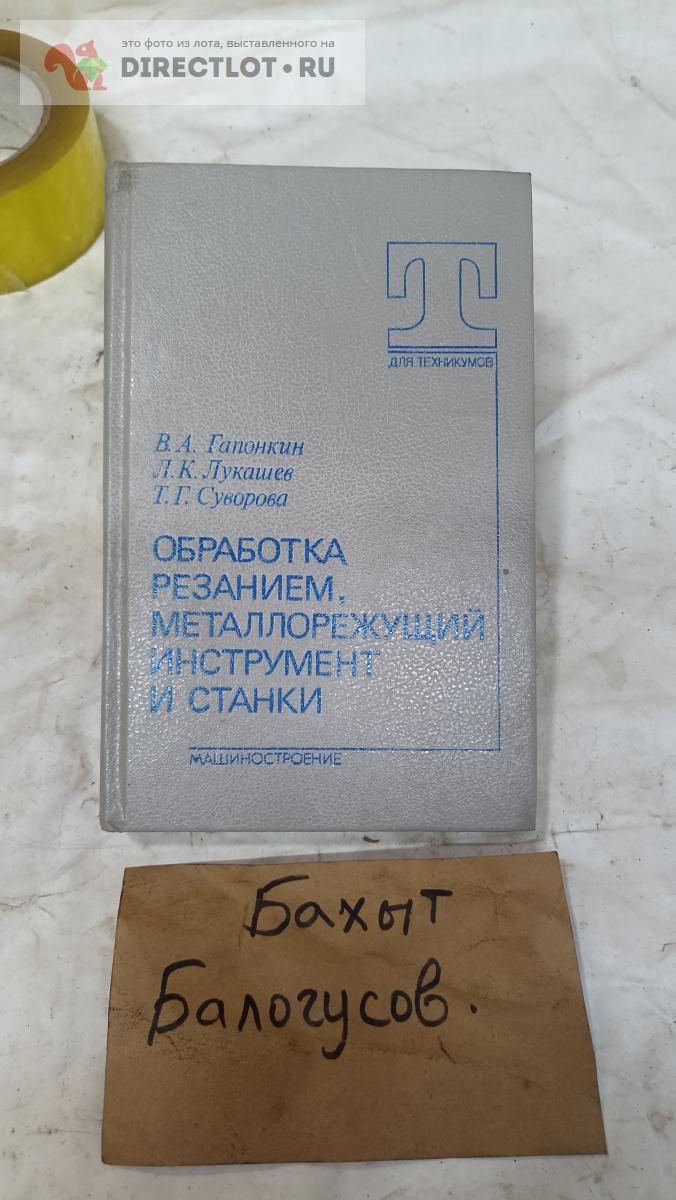 это фото из лота, выставленного на
DIRECTLOT.RU
Т
ДЛЯ ТЕХНИКУМОВ
В. А. Гапонкин
Л. К. Лукашев
Т. Г. Суворова
ОБРАБОТКА
РЕЗАНИЕМ,
МЕТАЛЛОРЕЖУЩИЙ
ИНСТРУМЕНТ
И СТАНКИ
МАШИНОСТРОЕНИЕ
Бахыт
Балогусов.